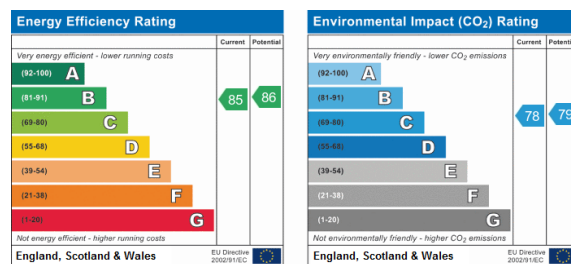 Energy Efficiency Rating
Current Potential
Very energy efficient - lower running costs
(92-100) A
(81-91) B
(69-80) C
(55-68) D
(39-54) E
(21-38) F
(1-20) G
85 86
Not energy efficient - higher running costs
England, Scotland & Wales
EU Directive
2002/91/EC
Environmental Impact (CO2) Rating
Current Potenti
Very environmentally friendly - lower CO2 emissions
(92-100) A
(81-91) B
(69-80) C
(55-68) D
(39-54) E
(21-38) F
(1-20) G
78 79
Not environmentally friendly - higher CO2 emissions
England, Scotland & Wales
EU Directive
2002/91/EC